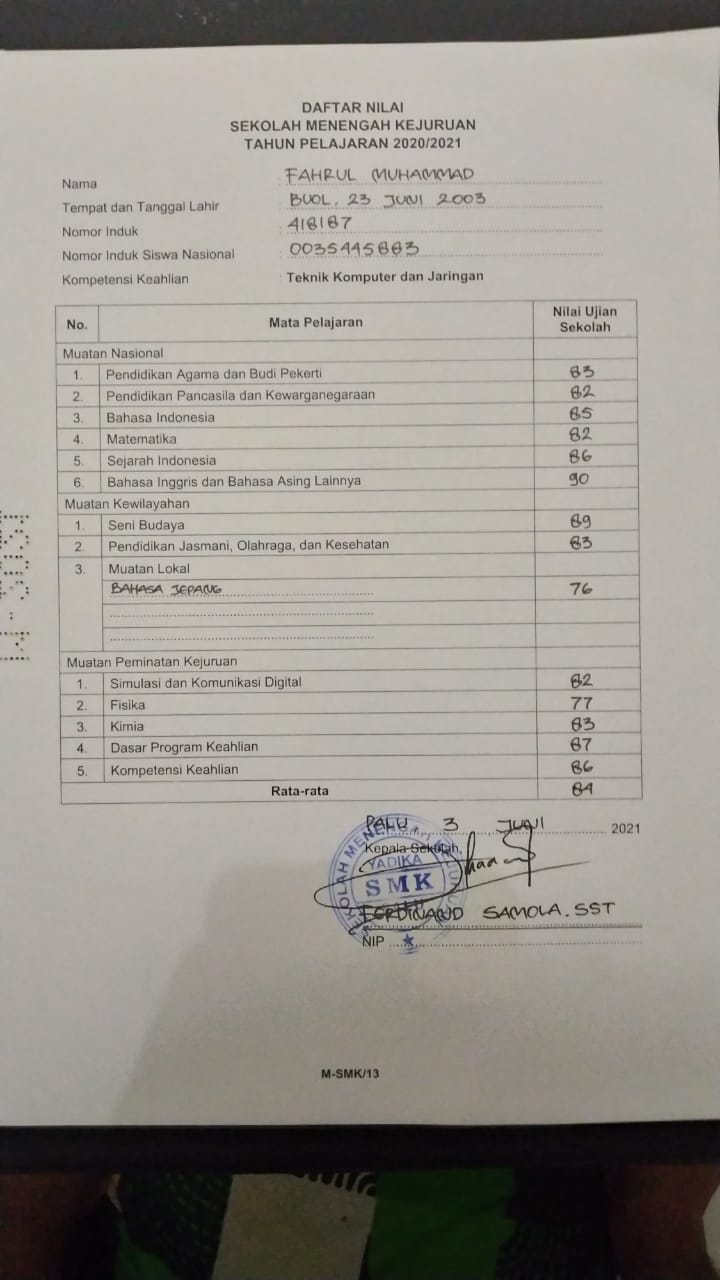 DAFTAR NILAI
SEKOLAH MENENGAH KEJURUAN
TAHUN PELAJARAN 2020/2021
Nama : FAHRUL MUHAMMAD
Tempat dan Tanggal Lahir : BUOL, 23 JUNI 2003
Nomor Induk : 418187
Nomor Induk Siswa Nasional : 0035445883
Kompetensi Keahlian : Teknik Komputer dan Jaringan
No. Mata Pelajaran Nilai Ujian Sekolah
Muatan Nasional
1. Pendidikan Agama dan Budi Pekerti 83
2. Pendidikan Pancasila dan Kewarganegaraan 82
3. Bahasa Indonesia 85
4. Matematika 82
5. Sejarah Indonesia 86
6. Bahasa Inggris dan Bahasa Asing Lainnya 90
Muatan Kewilayahan
1. Seni Budaya 89
2. Pendidikan Jasmani, Olahraga, dan Kesehatan 83
3. Muatan Lokal
BAHASA JEPANG 76
Muatan Peminatan Kejuruan
1. Simulasi dan Komunikasi Digital 82
2. Fisika 77
3. Kimia 83
4. Dasar Program Keahlian 87
5. Kompetensi Keahlian 86
Rata-rata 84
PALU, 3 JUNI 2021
Kepala Sekolah,
SEKOLAH MENENGAH KEJURUAN
YADIKA
SMK
FERDINAND SAMOLA. SST
NIP
M-SMK/13